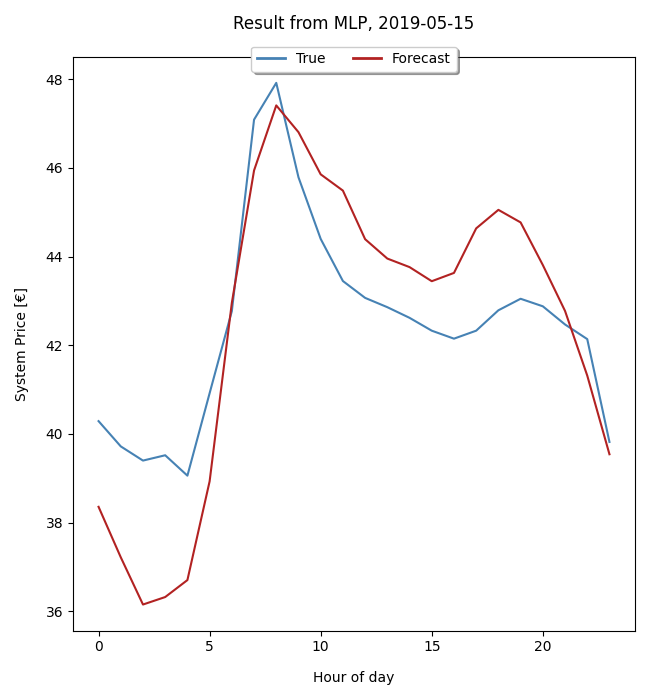 Result from MLP, 2019-05-15
True
Forecast
48
46
44
42
40
38
36
System Price [€]
0 5 10 15 20
Hour of day